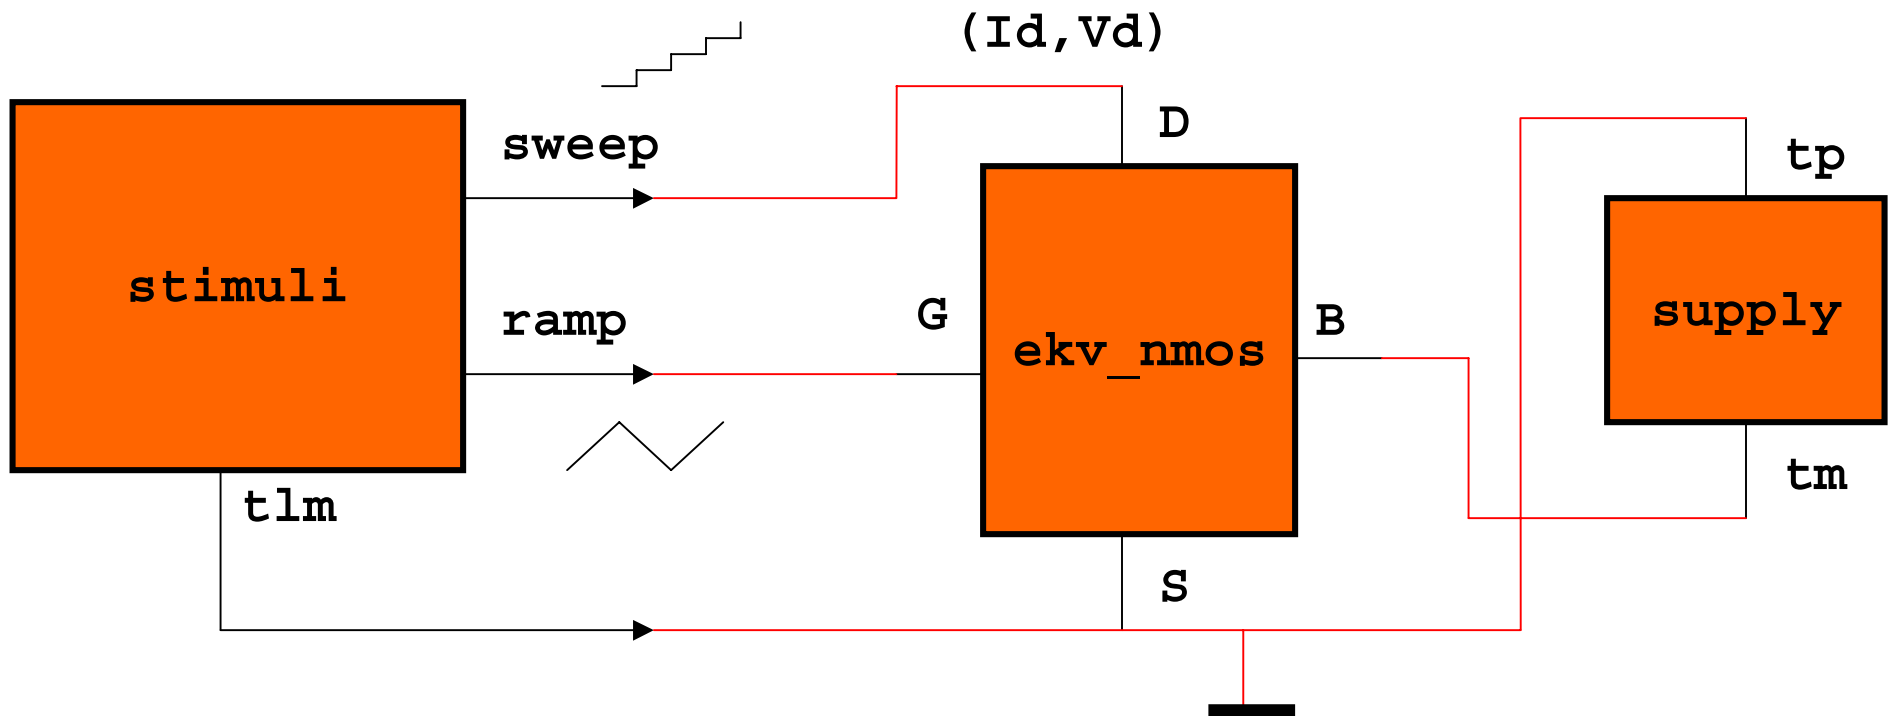 (Id,Vd)
D
sweep
tp
stimuli
ramp
G
ekv_nmos
B
supply
tlm
tm
S